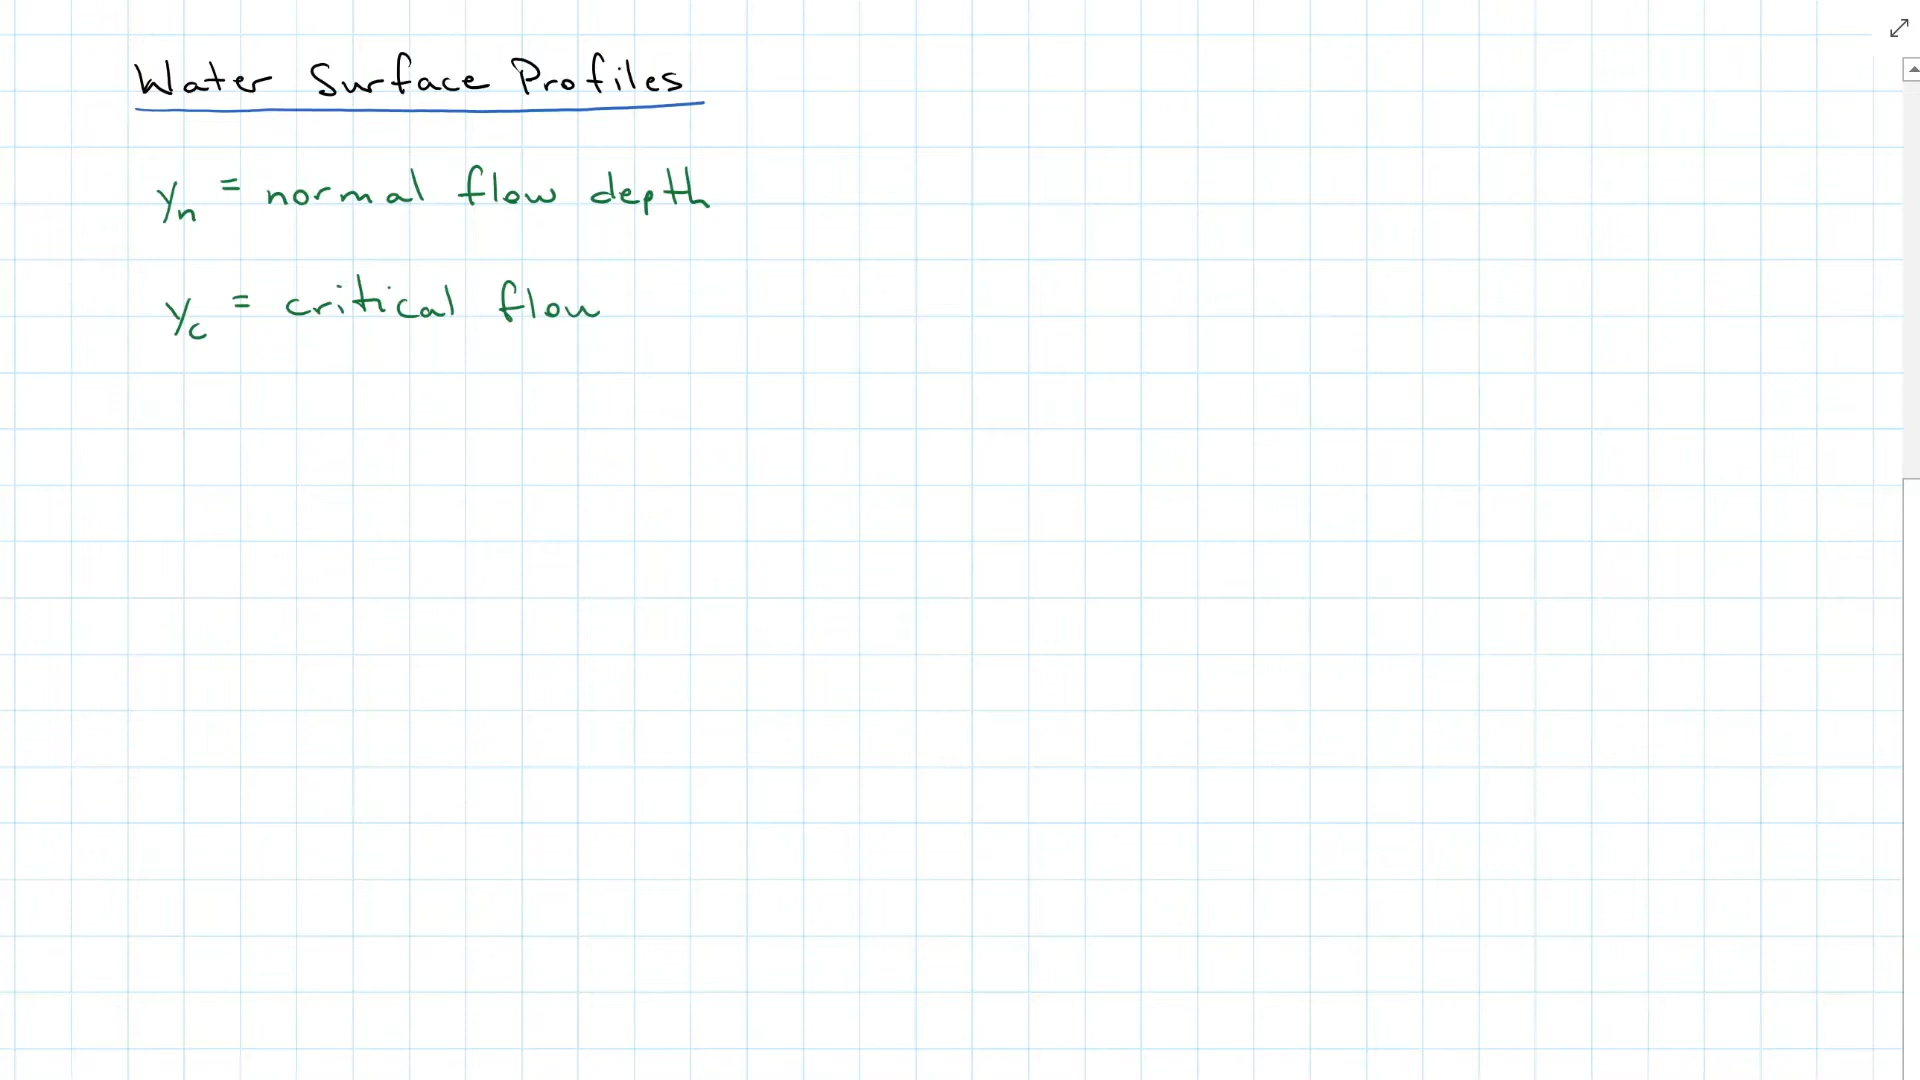 Water Surface Profiles
yn = normal flow depth
yc = critical flow